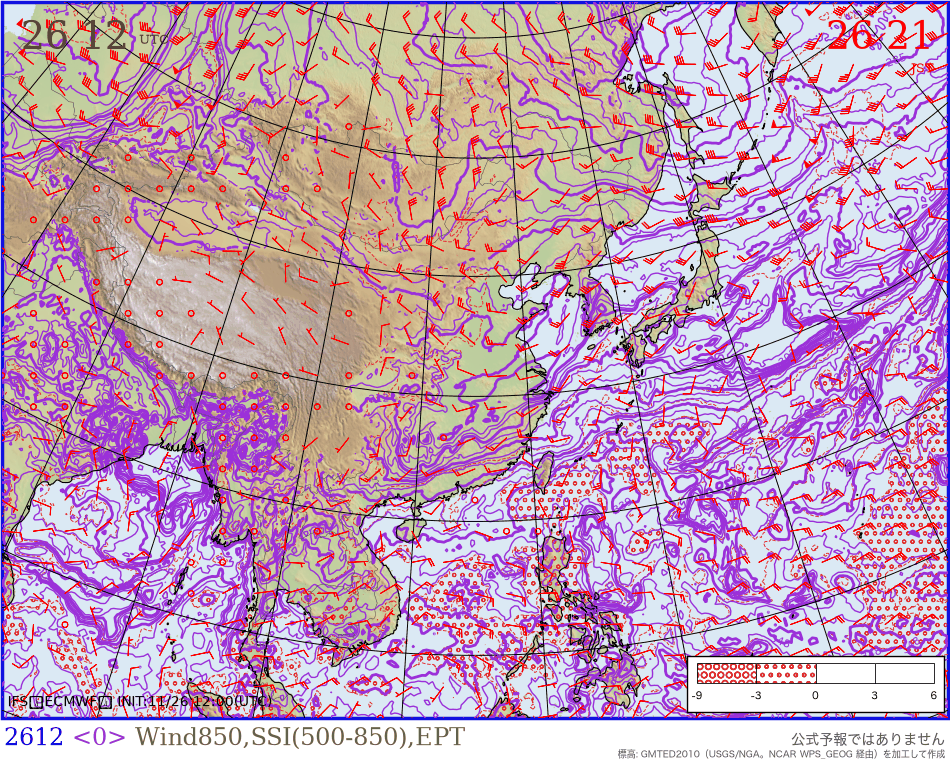 26 12 UTC
26 21
JST
-9 -3 0 3 6
IFS□ECMWF□ INIT:11/26 12:00(UTC)
2612 <0> Wind850,SSI(500-850),EPT
公式予報ではありません
標高: GMTED2010（USGS/NGA。NCAR WPS_GEOG 経由）を加工して作成